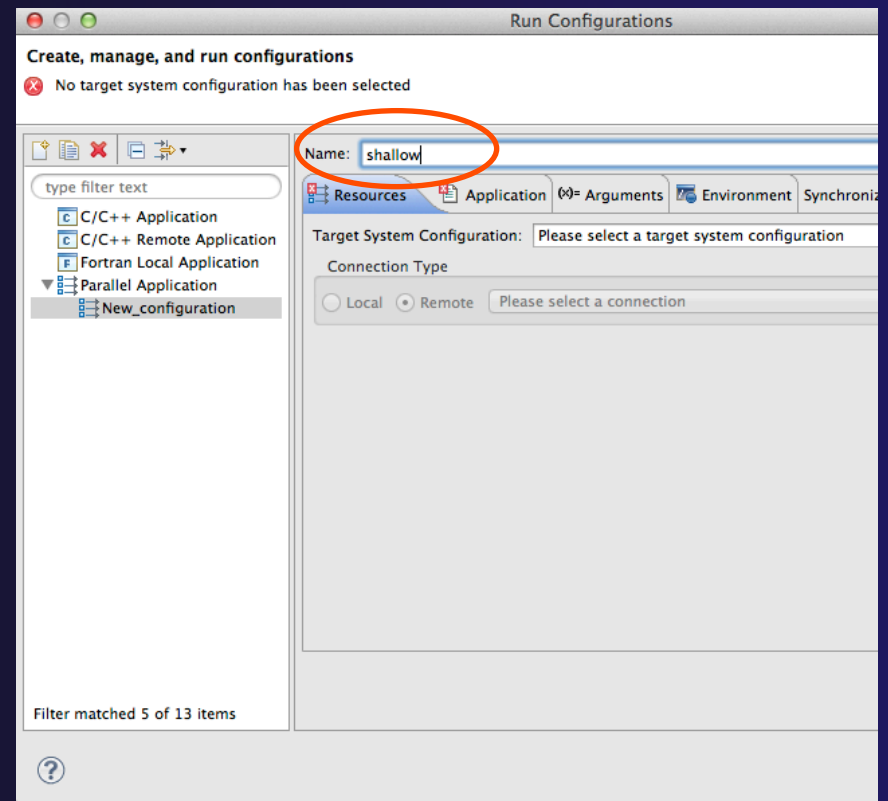 Run Configurations
Create, manage, and run configurations
No target system configuration has been selected
Name: shallow
type filter text
C/C++ Application
C/C++ Remote Application
Fortran Local Application
Parallel Application
New_configuration
Filter matched 5 of 13 items
Resources Application (x)= Arguments Environment
Target System Configuration: Please select a target system configuration
Connection Type
Local Remote Please select a connection
?